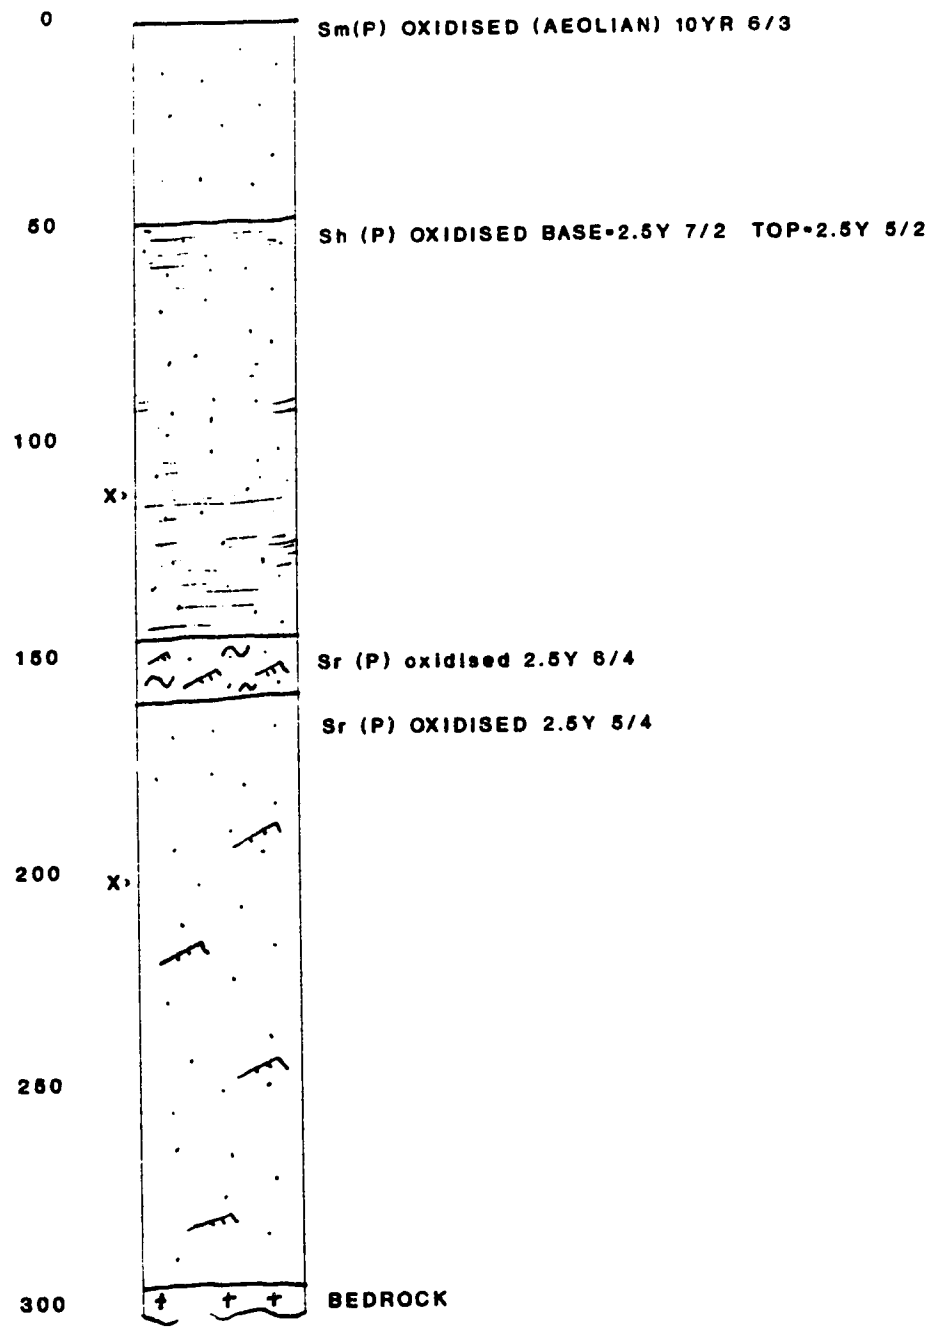 0
Sm(P) OXIDISED (AEOLIAN) 10YR 6/3
50
Sh (P) OXIDISED BASE=2.5Y 7/2 TOP=2.5Y 5/2
100
X>
150
Sr (P) oxidised 2.5Y 6/4
Sr (P) OXIDISED 2.5Y 5/4
200
X>
250
300
BEDROCK